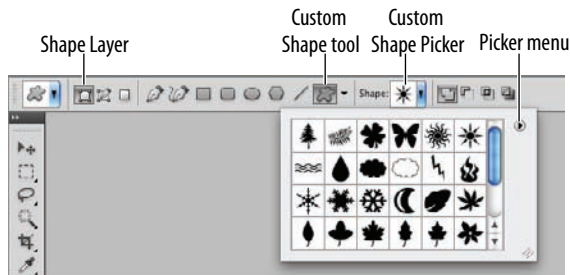 Shape Layer
Custom
Shape tool
Custom
Shape Picker
Picker menu
Shape: